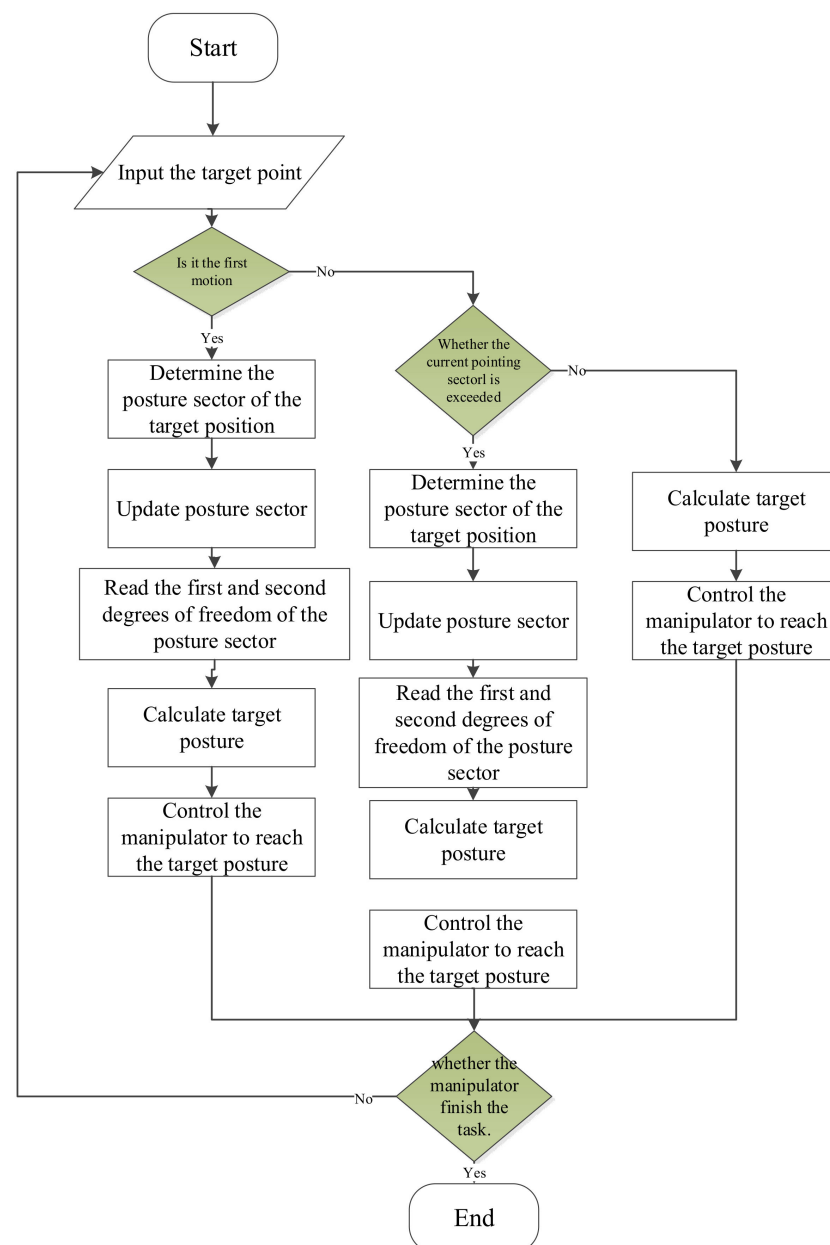 Start
Input the target point
Is it the first
motion
No
Yes
Whether the
current pointing
sectorl is
exceeded
No
Yes
Determine the
posture sector of the
target position
Update posture sector
Read the first and second
degrees of freedom of the
posture sector
Calculate target
posture
Control the
manipulator to reach
the target posture
Determine the
posture sector of the
target position
Update posture sector
Read the first and
second degrees of
freedom of the posture
sector
Calculate target
posture
Control the
manipulator to reach
the target posture
Calculate target
posture
Control the
manipulator to reach
the target posture
whether the
manipulator
finish the
task.
No
Yes
End